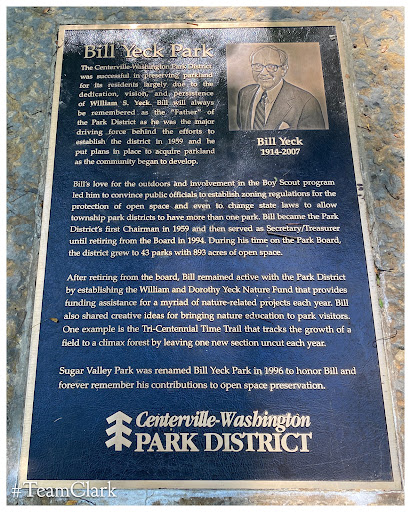 Bill Yeck Park
The Centerville-Washington Park District
was successful in preserving parkland
for its residents largely due to the
dedication, vision, and persistence
of William S. Yeck. Bill will always
be remembered as the "Father" of
the Park District as he was the major
driving force behind the efforts to
establish the district in 1959 and he
put plans in place to acquire parkland
as the community began to develop.
Bill Yeck
1914-2007
Bill's love for the outdoors and involvement in the Boy Scout program
led him to convince public officials to establish zoning regulations for the
protection of open space and even to change state laws to allow
township park districts to have more than one park. Bill became the Park
District's first Chairman in 1959 and then served as Secretary/Treasurer
until retiring from the Board in 1994. During his time on the Park Board,
the district grew to 43 parks with 893 acres of open space.
After retiring from the board, Bill remained active with the Park District
by establishing the William and Dorothy Yeck Nature Fund that provides
funding assistance for a myriad of nature-related projects each year. Bill
also shared creative ideas for bringing nature education to park visitors.
One example is the Tri-Centennial Time Trail that tracks the growth of a
field to a climax forest by leaving one new section uncut each year.
Sugar Valley Park was renamed Bill Yeck Park in 1996 to honor Bill and
forever remember his contributions to open space preservation.
Centerville-Washington
PARK DISTRICT
#TeamClark